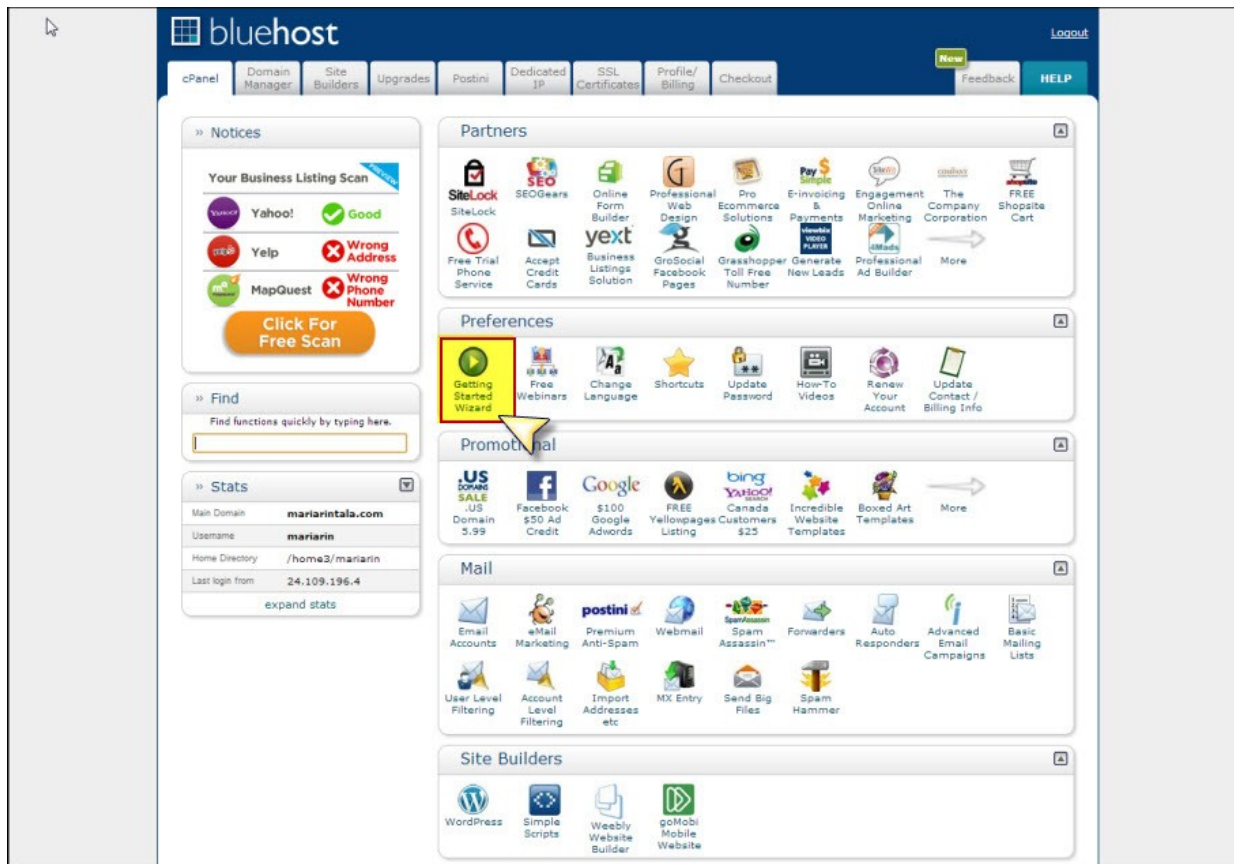 bluehost
Logout
New
cPanel
Domain Manager
Site Builders
Upgrades
Postini
Dedicated IP
SSL Certificates
Profile/ Billing
Checkout
Feedback
HELP
» Notices
Your Business Listing Scan
PREVIEW
Yahoo! Good
Yelp Wrong Address
MapQuest Wrong Phone Number
Click For
Free Scan
» Find
Find functions quickly by typing here.
» Stats
Main Domain mariarintala.com
Username mariarin
Home Directory /home3/mariarin
Last login from 24.109.196.4
expand stats
Partners
SiteLock
SiteLock
SEO
SEOGears
Online Form Builder
Professional Web Design
Pro Ecommerce Solutions
Pay Simple
E-invoicing & Payments
Engagement Online Marketing
The Company Corporation
shopsite
FREE Shopsite Cart
Free Trial Phone Service
Accept Credit Cards
yext
Business Listings Solution
GroSocial Facebook Pages
Grasshopper Toll Free Number
viewbix VIDEO PLAYER
Generate New Leads
4Mads
Professional Ad Builder
More
Preferences
Getting Started Wizard
Free Webinars
Change Language
Shortcuts
Update Password
How-To Videos
Renew Your Account
Update Contact / Billing Info
Promotional
.US DOMAINS SALE
.US Domain 5.99
Facebook $50 Ad Credit
Google
$100 Google Adwords
FREE Yellowpages Listing
bing YAHOO! SEARCH
Canada Customers $25
Incredible Website Templates
Boxed Art Templates
More
Mail
Email Accounts
eMail Marketing
postini
Premium Anti-Spam
Webmail
SpamAssassin
Spam Assassin™
Forwarders
Auto Responders
Advanced Email Campaigns
Basic Mailing Lists
User Level Filtering
Account Level Filtering
Import Addresses etc
MX Entry
Send Big Files
Spam Hammer
Site Builders
WordPress
Simple Scripts
Weebly Website Builder
goMobi Mobile Website